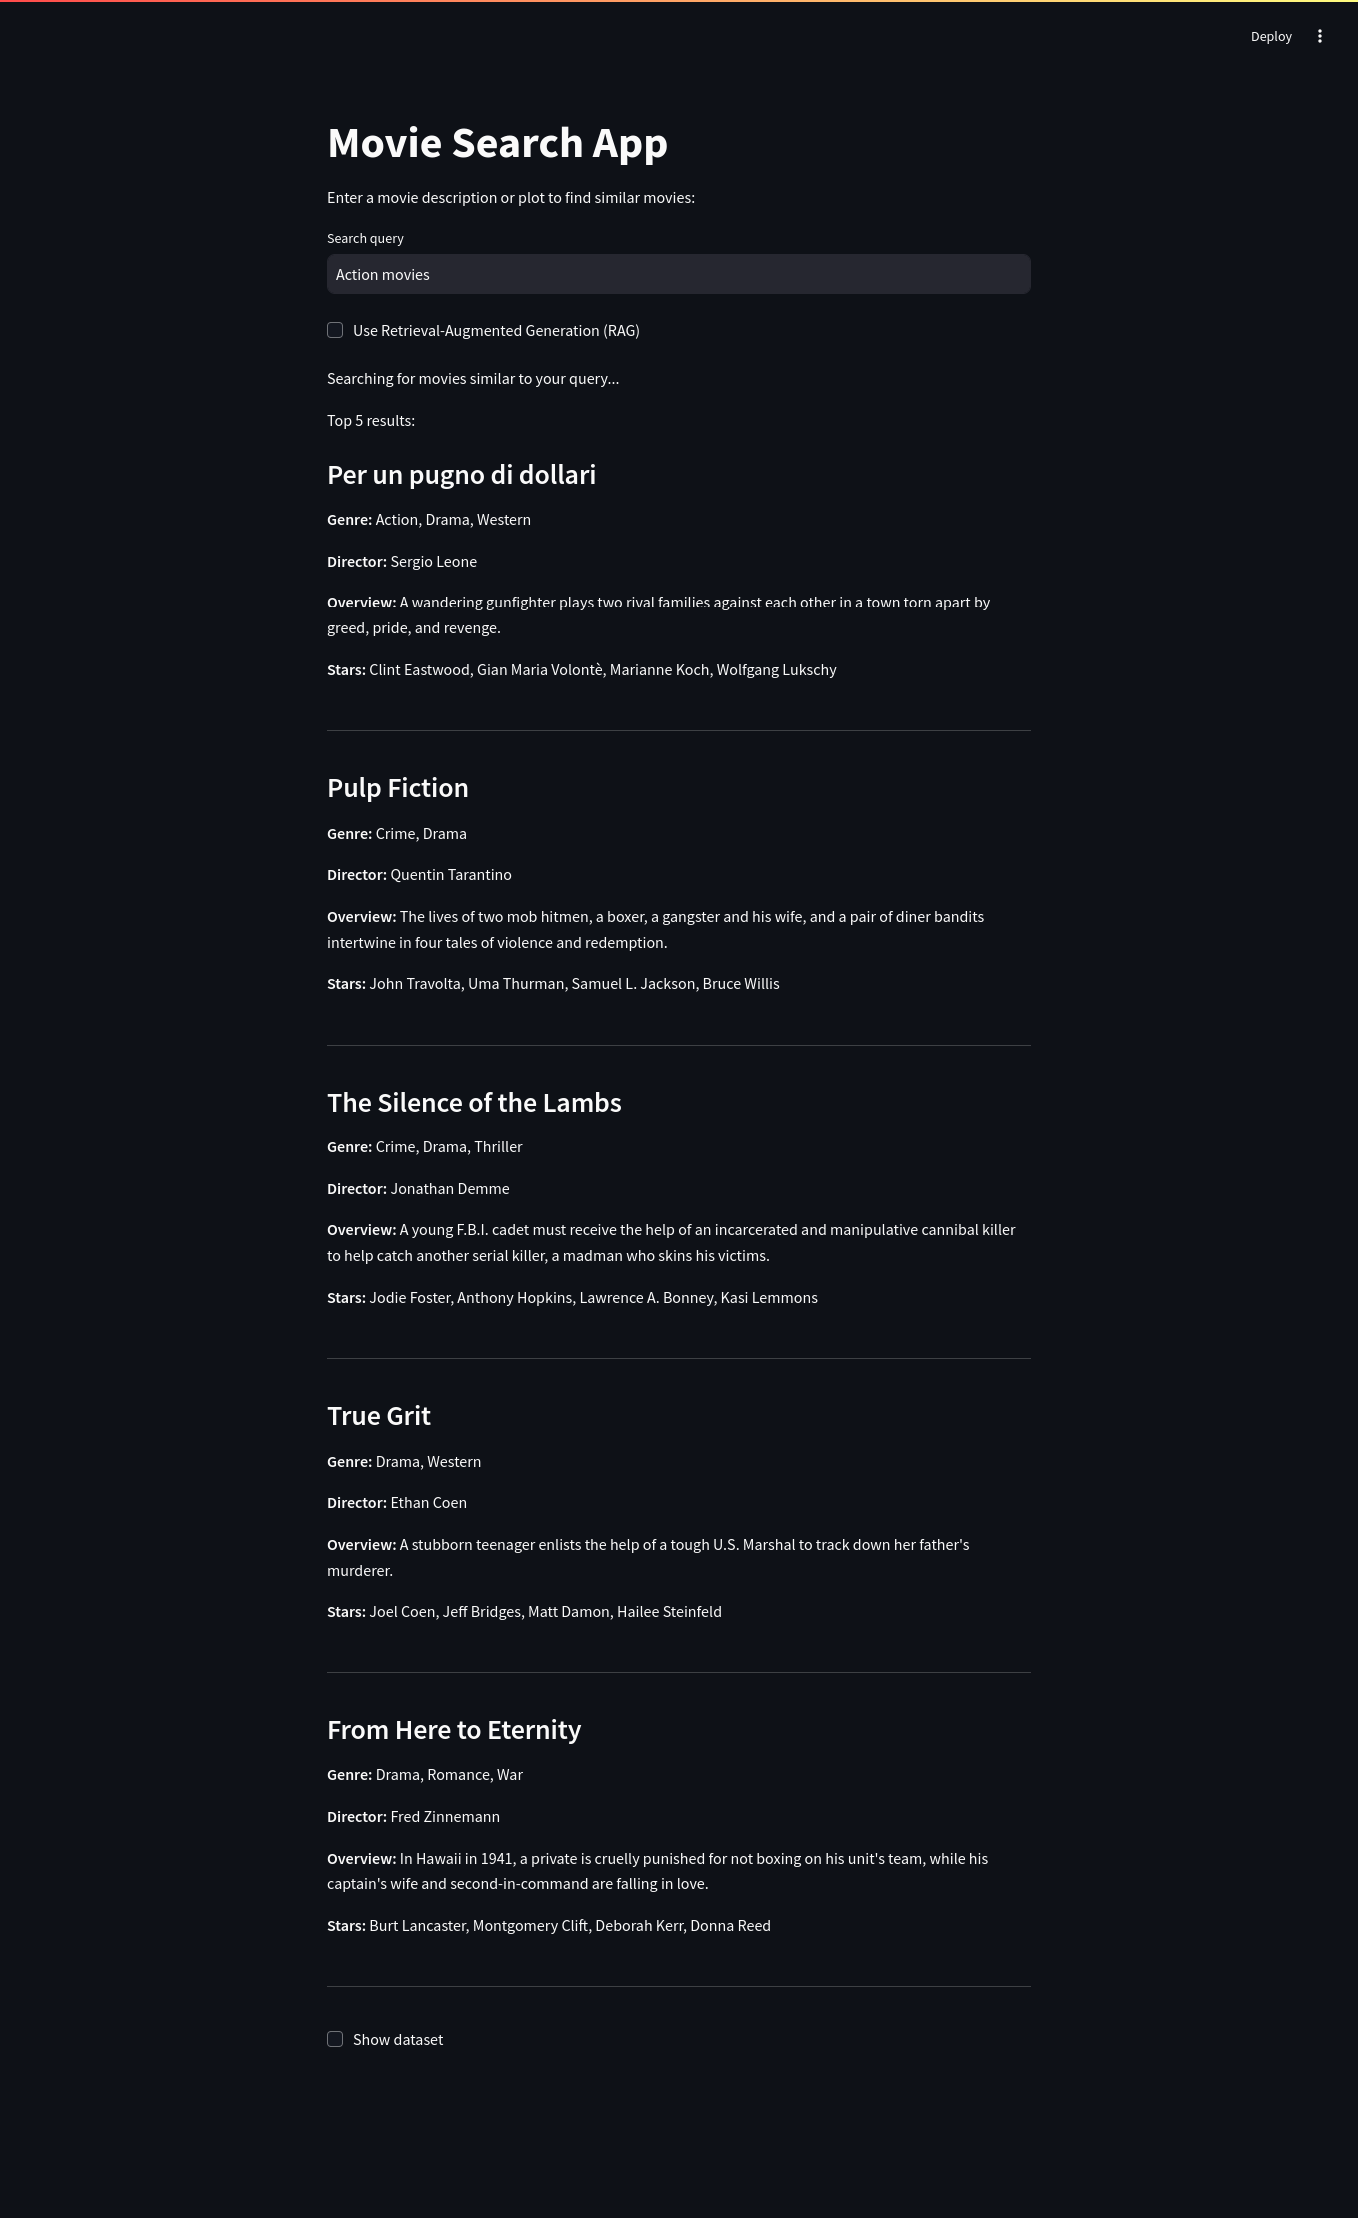 Deploy
Movie Search App
Enter a movie description or plot to find similar movies:
Search query
Action movies
Use Retrieval-Augmented Generation (RAG)
Searching for movies similar to your query...
Top 5 results:
Per un pugno di dollari
Genre: Action, Drama, Western
Director: Sergio Leone
Overview: A wandering gunfighter plays two rival families against each other in a town torn apart by
greed, pride, and revenge.
Stars: Clint Eastwood, Gian Maria Volontè, Marianne Koch, Wolfgang Lukschy
Pulp Fiction
Genre: Crime, Drama
Director: Quentin Tarantino
Overview: The lives of two mob hitmen, a boxer, a gangster and his wife, and a pair of diner bandits
intertwine in four tales of violence and redemption.
Stars: John Travolta, Uma Thurman, Samuel L. Jackson, Bruce Willis
The Silence of the Lambs
Genre: Crime, Drama, Thriller
Director: Jonathan Demme
Overview: A young F.B.I. cadet must receive the help of an incarcerated and manipulative cannibal killer
to help catch another serial killer, a madman who skins his victims.
Stars: Jodie Foster, Anthony Hopkins, Lawrence A. Bonney, Kasi Lemmons
True Grit
Genre: Drama, Western
Director: Ethan Coen
Overview: A stubborn teenager enlists the help of a tough U.S. Marshal to track down her father's
murderer.
Stars: Joel Coen, Jeff Bridges, Matt Damon, Hailee Steinfeld
From Here to Eternity
Genre: Drama, Romance, War
Director: Fred Zinnemann
Overview: In Hawaii in 1941, a private is cruelly punished for not boxing on his unit's team, while his
captain's wife and second-in-command are falling in love.
Stars: Burt Lancaster, Montgomery Clift, Deborah Kerr, Donna Reed
Show dataset